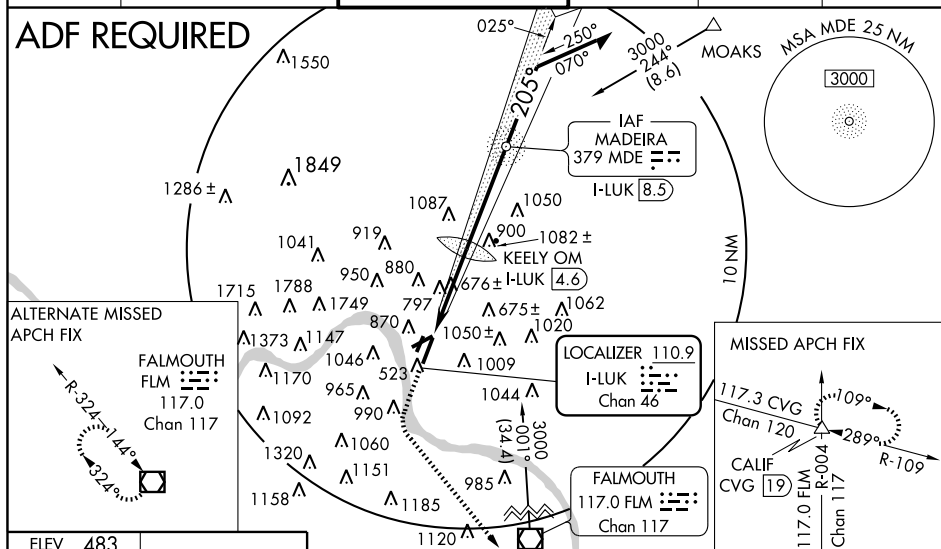 ADF REQUIRED
025°
250°
070°
3000
244°
(8.6)
MOAKS
MSA MDE 25 NM
3000
1550
205°
IAF
MADEIRA
379 MDE
I-LUK 8.5
1849
1286 ±
1087
1050
919
900
1082 ±
1041
KEELY OM
I-LUK 4.6
10 NM
950
880
676±
1715
1788
1749
797
675±
1062
870
1050±
1020
1373
1147
1046
523
1009
1170
965
1044
LOCALIZER 110.9
I-LUK
Chan 46
1092
990
3000
001°
(34.4)
1060
1320
1151
985
1158
1185
1120
FALMOUTH
117.0 FLM
Chan 117
ALTERNATE MISSED
APCH FIX
FALMOUTH
FLM
117.0
Chan 117
R-324
144°
324°
MISSED APCH FIX
117.3 CVG
Chan 120
109°
289°
R-109
CALIF
CVG 19
117.0 FLM
R-004
Chan 117
ELEV 483